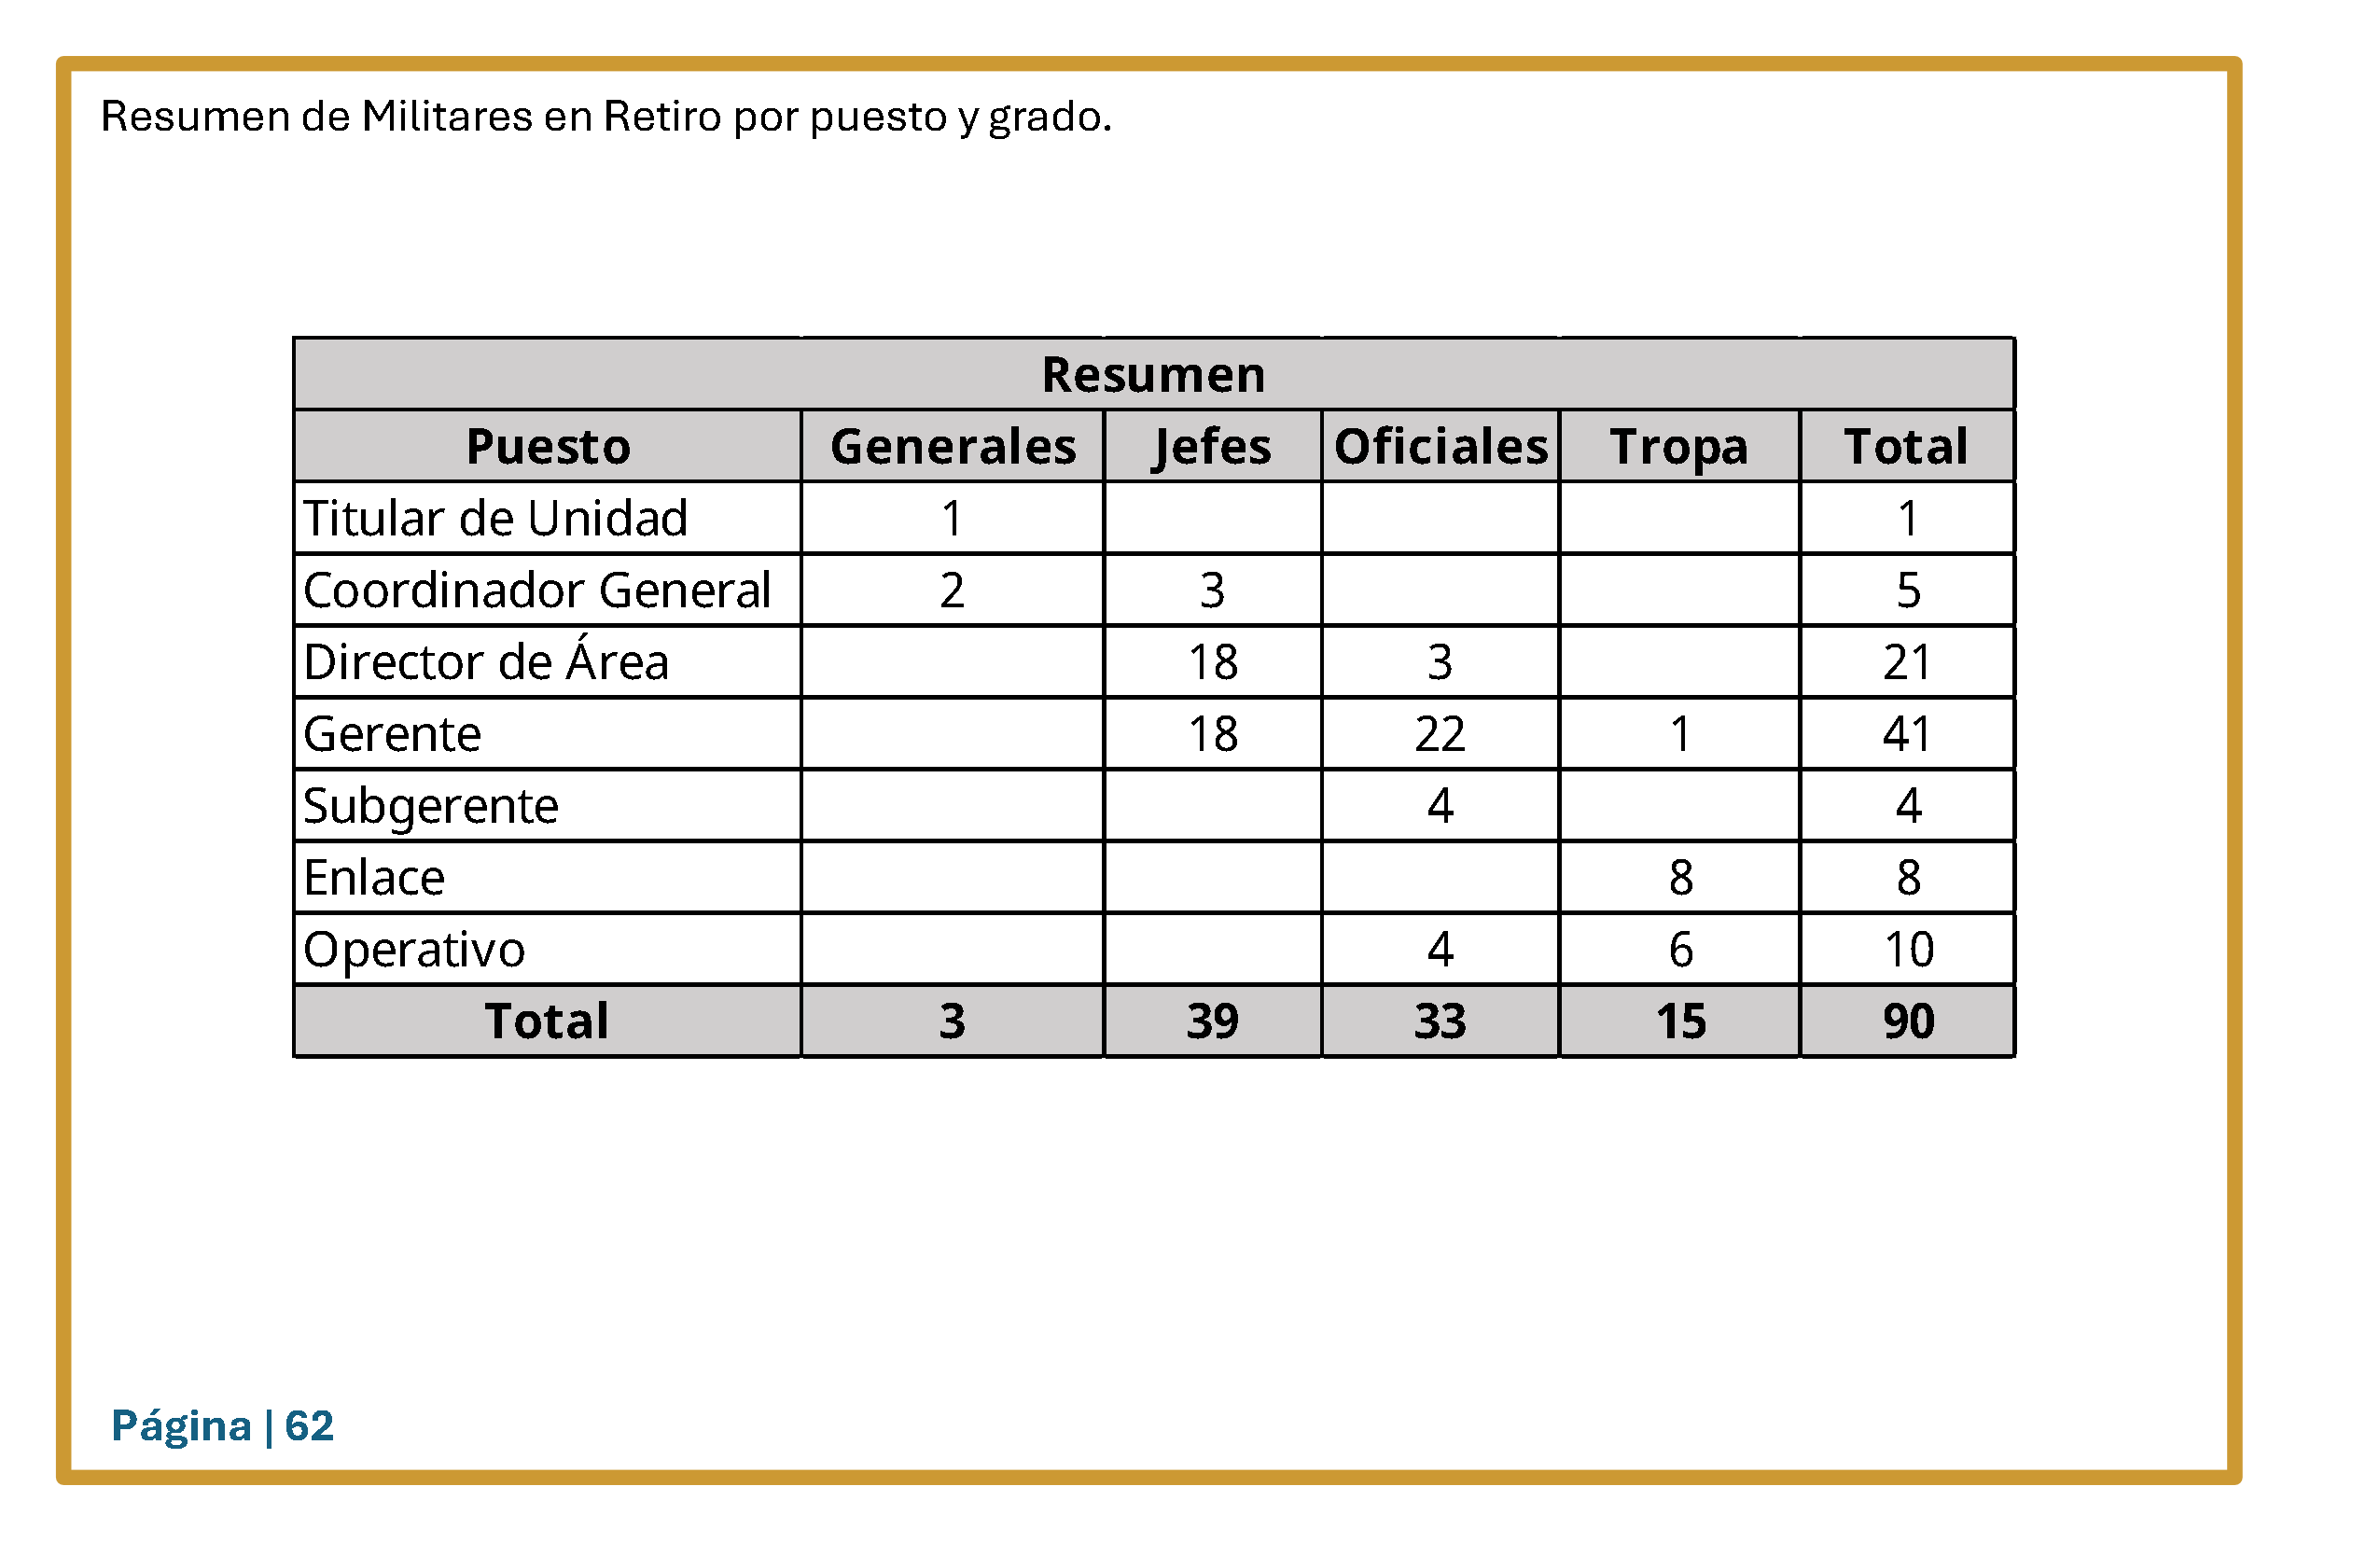 Resumen de Militares en Retiro por puesto y grado.
Resumen
Puesto Generales Jefes Oficiales Tropa Total
Titular de Unidad 1 1
Coordinador General 2 3 5
Director de Área 18 3 21
Gerente 18 22 1 41
Subgerente 4 4
Enlace 8 8
Operativo 4 6 10
Total 3 39 33 15 90
Página | 62